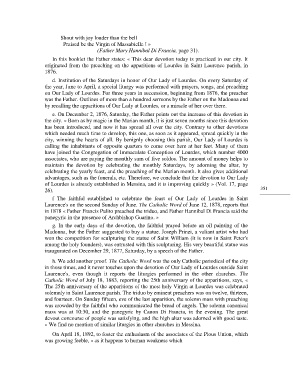 Shout with joy louder than the bell
Praised be the Virgin of Massabielle ! »
(Father Mary Hannibal Di Francia, page 31).
In this booklet the Father states: « This dear devotion today is practiced in our city. It
originated from the preaching on the apparitions of Lourdes in Saint Laurence parish, in
1876.
d. Institution of the Saturdays in honor of Our Lady of Lourdes. On every Saturday of
the year, June to April, a special liturgy was performed with prayers, songs, and preaching
on Our Lady of Lourdes. For three years in succession, beginning from 1876, the preacher
was the Father. Outlines of more than a hundred sermons by the Father on the Madonna and
by recalling the apparitions of Our Lady of Lourdes, or a miracle of hers over there.
e. On December 2, 1876, Saturday, the Father points out the increase of this devotion in
the city. « Born as by magic in the Marian month, it is just seven months since this devotion
has been introduced, and now it has spread all over the city. Contrary to other devotions
which needed much time to develop, this one, as soon as it appeared, spread quickly in the
city, winning the hearts of all. By benignly choosing this parish, Our Lady of Lourdes is
calling the inhabitants of opposite quarters to come over here at her feet. Many of them
have joined the Congregation of Immaculate Conception of Lourdes, which number 4000
associates, who are paying the monthly sum of five soldos. The amount of money helps to
maintain the devotion by celebrating the monthly Saturdays, by adorning the altar, by
celebrating the yearly feast, and the preaching of the Marian month. It also gives additional
advantages, such as the funerals, etc. Therefore, we conclude that the devotion to Our Lady
of Lourdes is already established in Messina, and it is improving quickly » (Vol. 17, page
26).
251
f. The faithful established to celebrate the feast of Our Lady of Lourdes in Saint
Laurence's on the second Sunday of June. The Catholic Word of June 12, 1878, reports that
in 1878 « Father Francis Pulito preached the triduo, and Father Hannibal Di Francia said the
panegyric in the presence of Archbishop Guarino. »
g. In the early days of the devotion, the faithful prayed before an oil painting of the
Madonna, but the Father suggested to buy a statue. Joseph Prinzi, a valiant artist who had
won the competition for sculpturing the statue of Saint William (it is now in Saint Peter's
among the holy founders), was entrusted with this sculpturing. His very beautiful statue was
inaugurated on December 25, 1877, Saturday, by a speech of the Father.
h. We add another proof. The Catholic Word was the only Catholic periodical of the city
in those times, and it never touches upon the devotion of Our Lady of Lourdes outside Saint
Laurence's, even though it reports the liturgies performed in the other churches. The
Catholic Word of July 18, 1883, reporting the 25th anniversary of the apparitions, says, «
The 25th anniversary of the apparitions of the most holy Virgin at Lourdes was celebrated
solemnly in Saint Laurence parish. The triduo by eminent preachers was on twelve, thirteen,
and fourteen. On Sunday fifteen, eve of the last apparition, the solemn mass with preaching
was crowded by the faithful who communicated the bread of angels. The solemn canonical
mass was at 10:30, and the panegyric by Canon Di Francia, in the evening. The great
devout concourse of people was satisfying, and the high altar was adorned with good taste.
» We find no mention of similar liturgies in other churches in Messina.
On April 18, 1892, to foster the enthusiasm of the associates of the Pious Union, which
was growing feeble, « as it happens to human weakness which